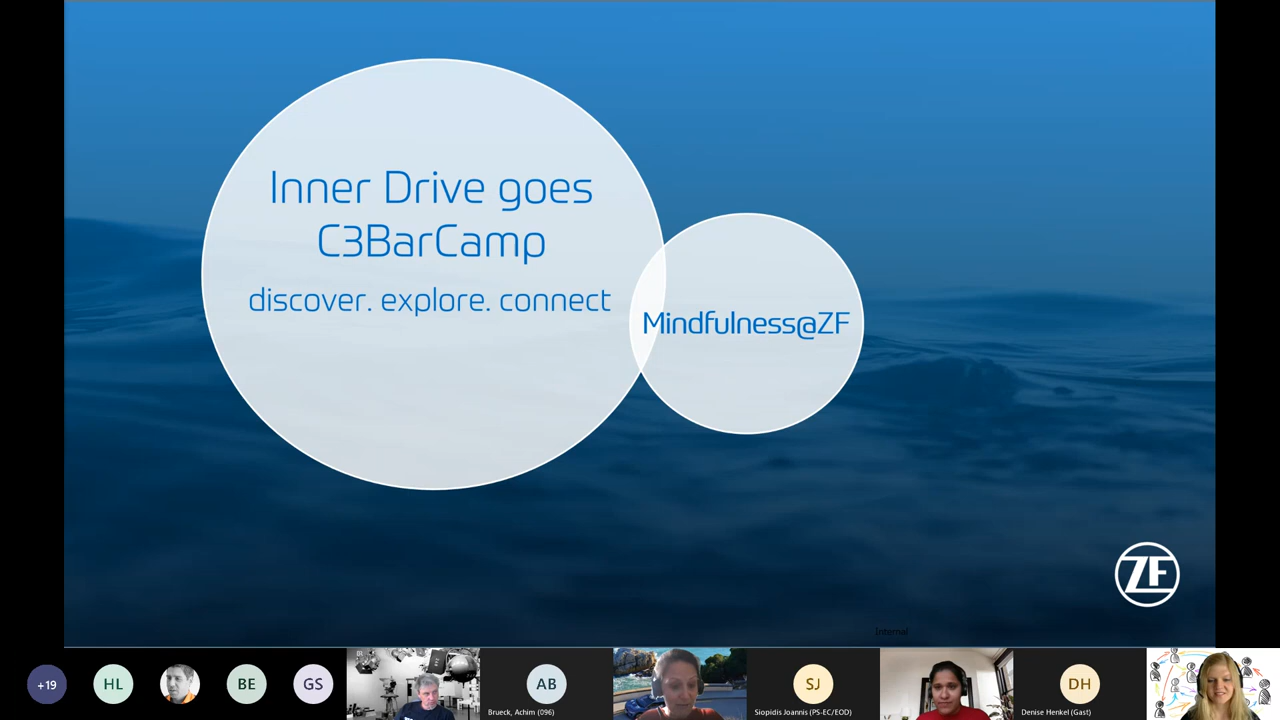 Inner Drive goes
C3BarCamp
discover. explore. connect
Mindfulness@ZF
ZF
Internal
+19
HL
BE
GS
AB
Brueck, Achim (096)
SJ
Siopidis Joannis (PS-EC/EOD)
DH
Denise Henkel (Gast)